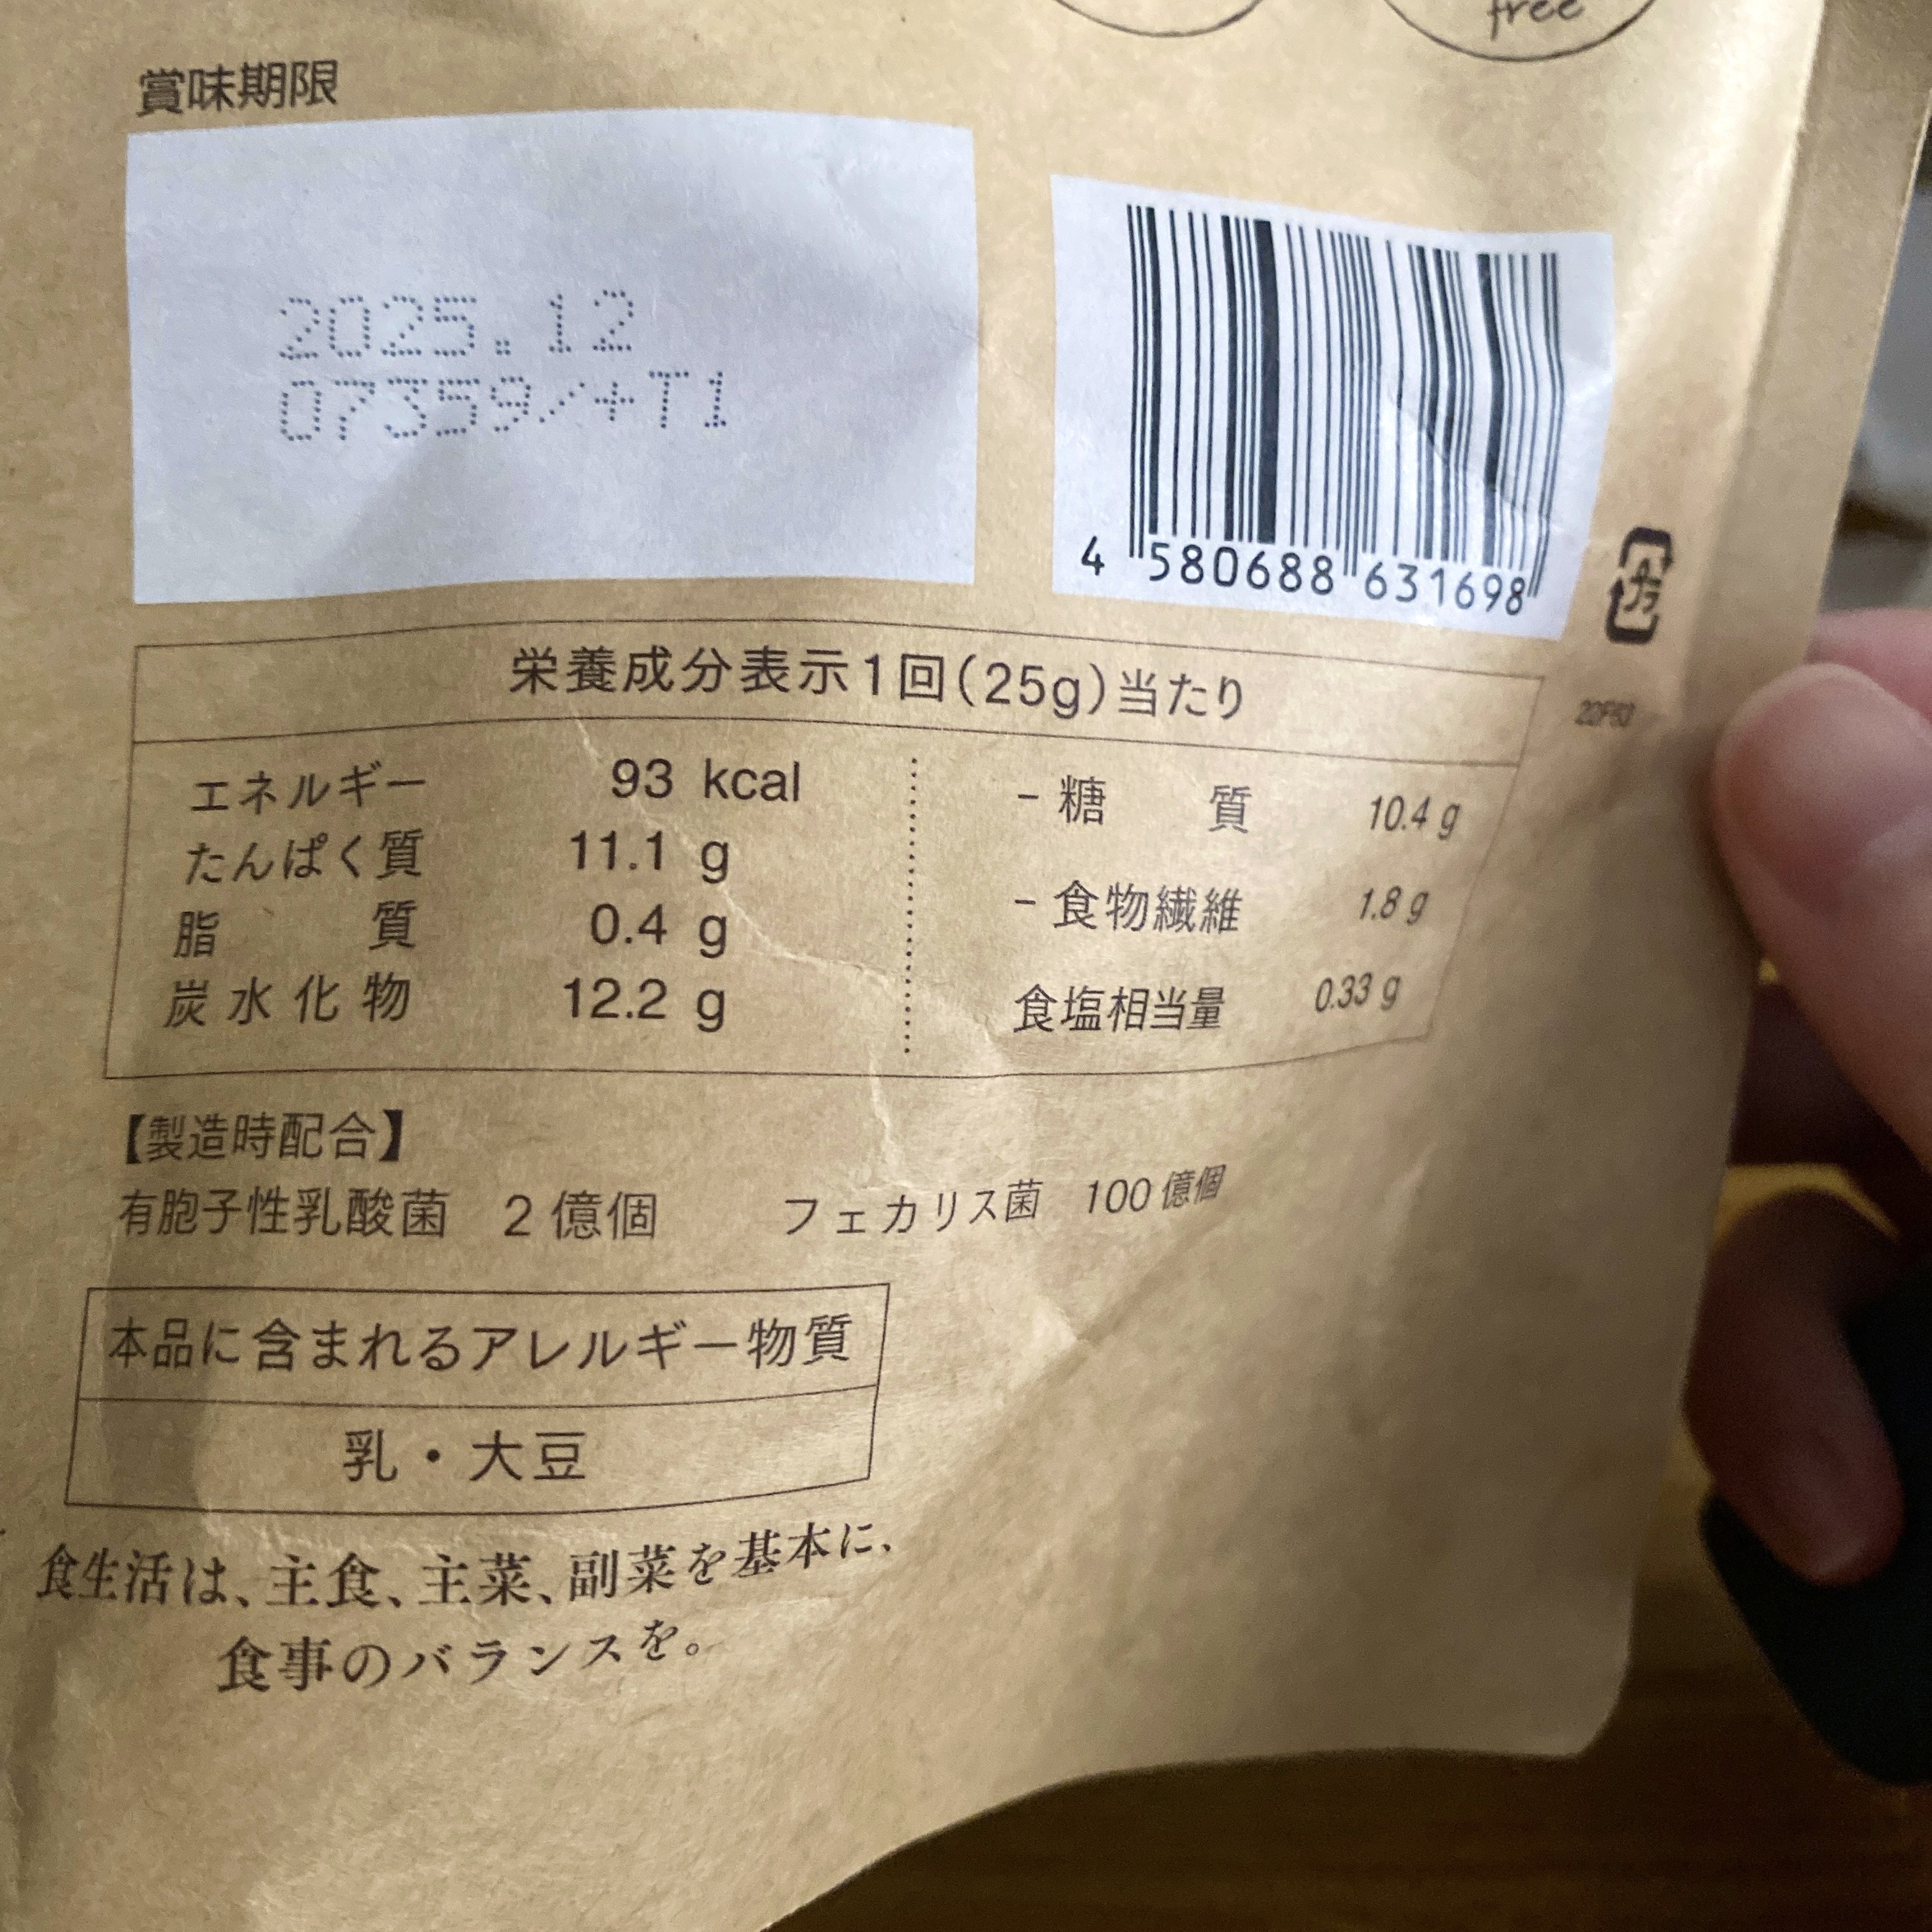 free
賞味期限
2025.12
07359/+T1
4 580688 631698
プラ
栄養成分表示1回(25g)当たり
エネルギー 93 kcal
たんぱく質 11.1 g
脂質 0.4 g
炭水化物 12.2 g
- 糖質 10.4 g
- 食物繊維 1.8 g
食塩相当量 0.33 g
【製造時配合】
有胞子性乳酸菌 2億個 フェカリス菌 100億個
本品に含まれるアレルギー物質
乳・大豆
食生活は、主食、主菜、副菜を基本に、
食事のバランスを。